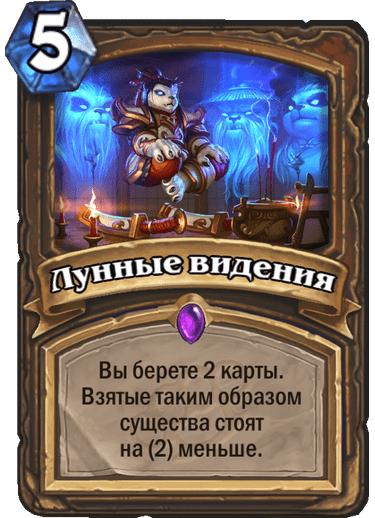 5
Лунные видения
Вы берете 2 карты.
Взятые таким образом
существа стоят
на (2) меньше.